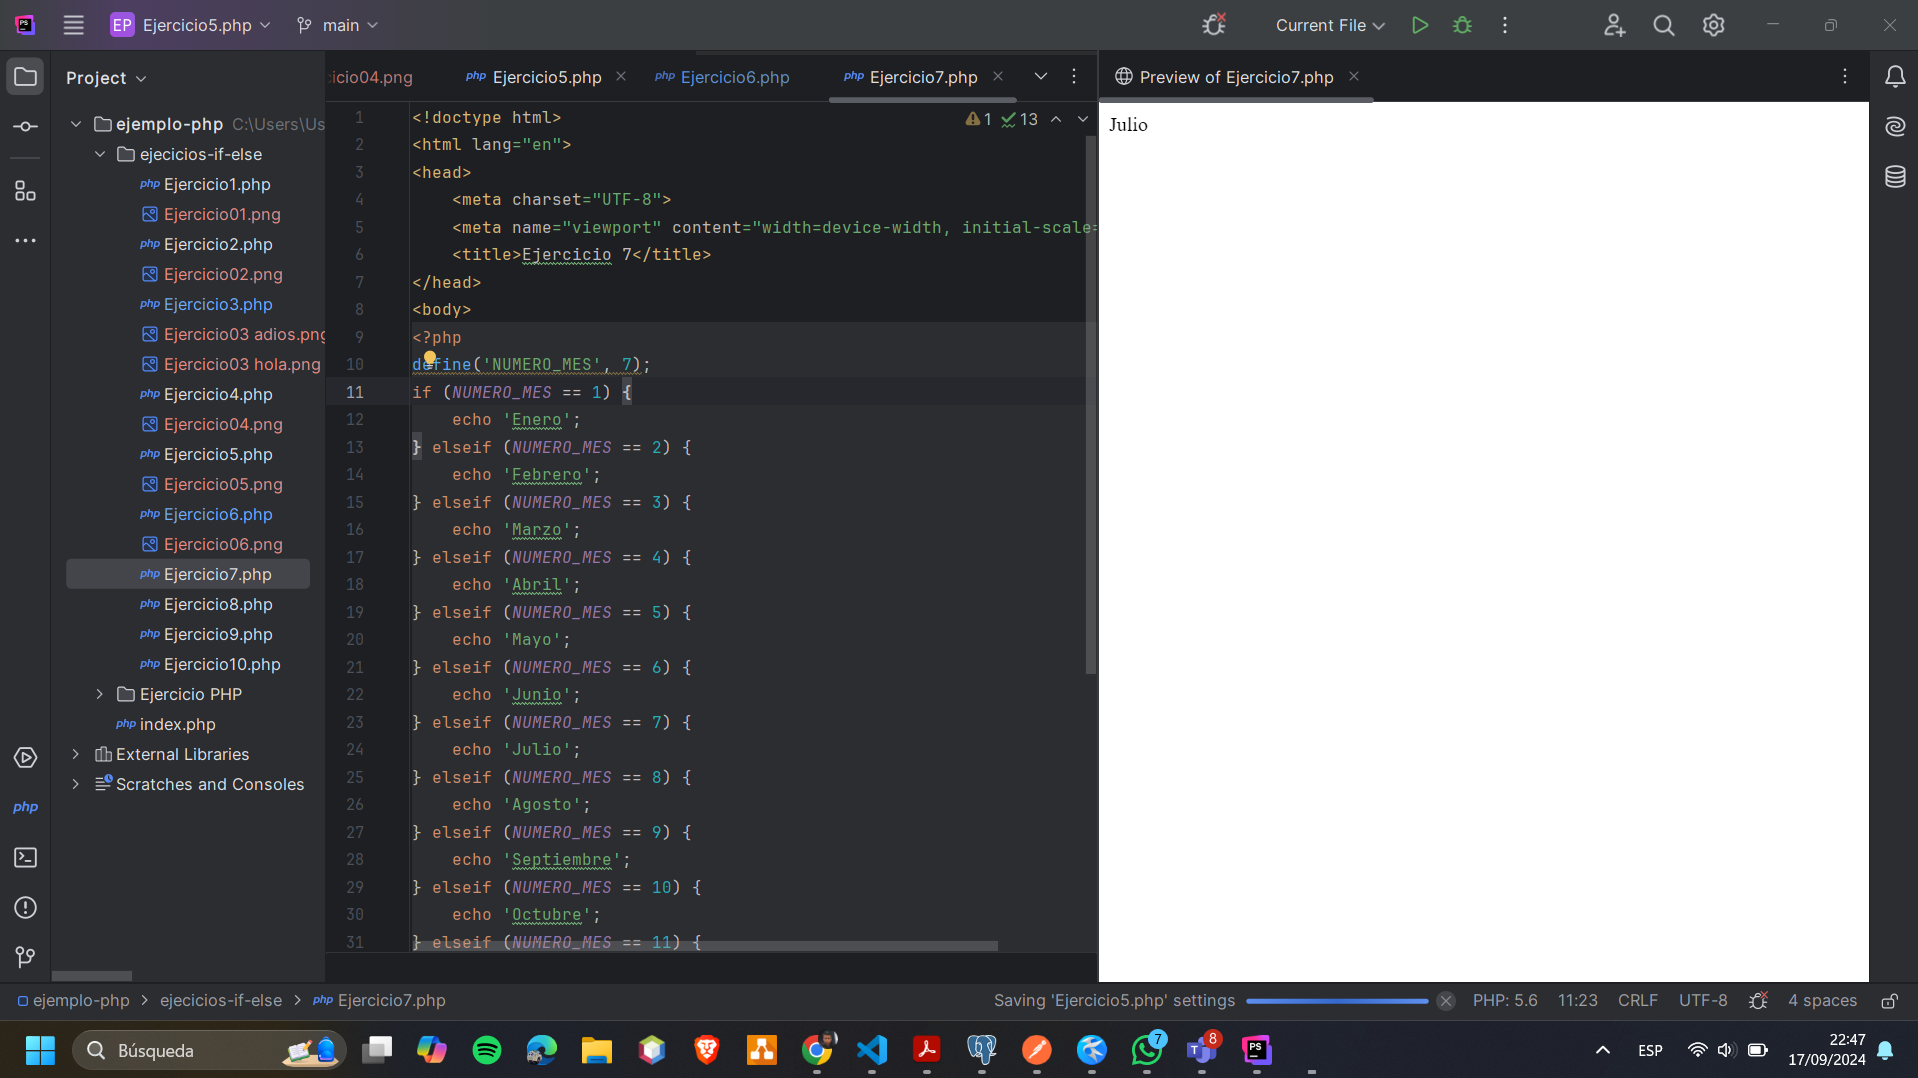 EP Ejercicio5.php main Current File
Project
ejemplo-php C:\Users\Us
ejecicios-if-else
php Ejercicio1.php
Ejercicio01.png
php Ejercicio2.php
Ejercicio02.png
php Ejercicio3.php
Ejercicio03 adios.png
Ejercicio03 hola.png
php Ejercicio4.php
Ejercicio04.png
php Ejercicio5.php
Ejercicio05.png
php Ejercicio6.php
Ejercicio06.png
php Ejercicio7.php
php Ejercicio8.php
php Ejercicio9.php
php Ejercicio10.php
Ejercicio PHP
php index.php
External Libraries
Scratches and Consoles
php
icio04.png php Ejercicio5.php php Ejercicio6.php php Ejercicio7.php
1 13
1 <!doctype html>
2 <html lang="en">
3 <head>
4 <meta charset="UTF-8">
5 <meta name="viewport" content="width=device-width, initial-scale=
6 <title>Ejercicio 7</title>
7 </head>
8 <body>
9 <?php
10 define('NUMERO_MES', 7);
11 if (NUMERO_MES == 1) {
12 echo 'Enero';
13 } elseif (NUMERO_MES == 2) {
14 echo 'Febrero';
15 } elseif (NUMERO_MES == 3) {
16 echo 'Marzo';
17 } elseif (NUMERO_MES == 4) {
18 echo 'Abril';
19 } elseif (NUMERO_MES == 5) {
20 echo 'Mayo';
21 } elseif (NUMERO_MES == 6) {
22 echo 'Junio';
23 } elseif (NUMERO_MES == 7) {
24 echo 'Julio';
25 } elseif (NUMERO_MES == 8) {
26 echo 'Agosto';
27 } elseif (NUMERO_MES == 9) {
28 echo 'Septiembre';
29 } elseif (NUMERO_MES == 10) {
30 echo 'Octubre';
31 } elseif (NUMERO_MES == 11) {
Preview of Ejercicio7.php
Julio
ejemplo-php > ejecicios-if-else > php Ejercicio7.php Saving 'Ejercicio5.php' settings PHP: 5.6 11:23 CRLF UTF-8 4 spaces
Búsqueda 7 8 PS ESP 22:47
17/09/2024